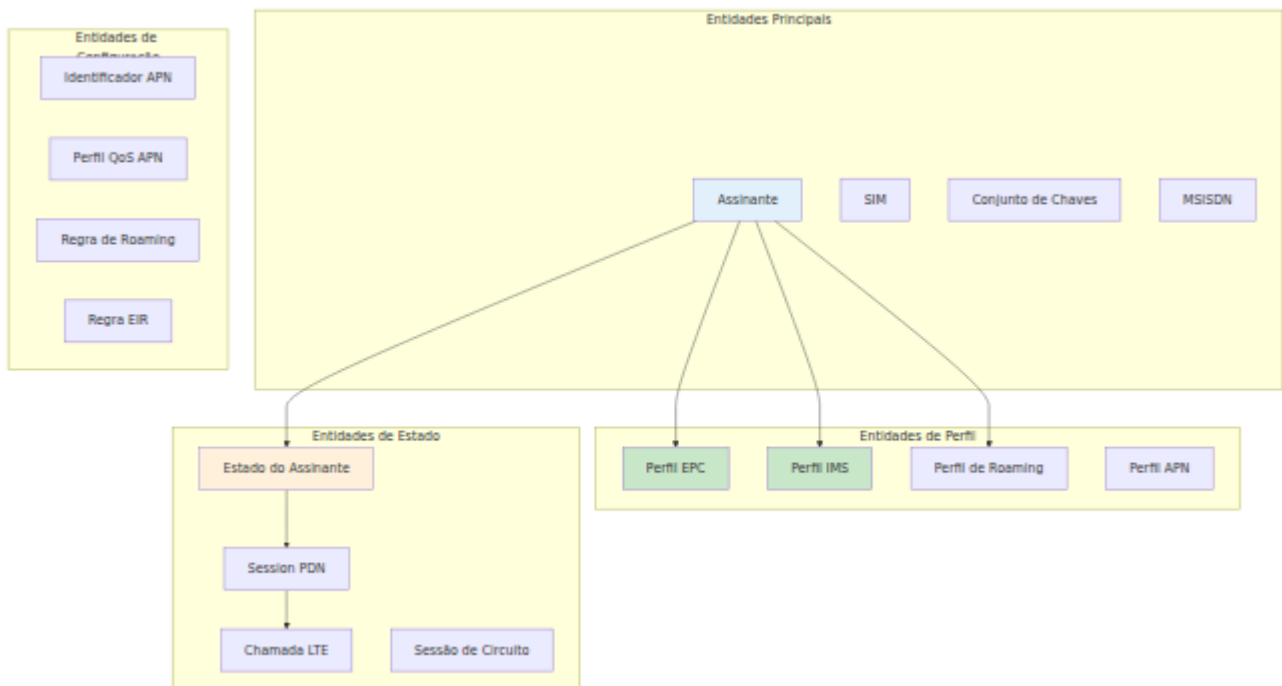 Entidades de
Configuração
Identificador APN
Perfil QoS APN
Regra de Roaming
Regra EIR
Entidades Principais
Assinante
SIM
Conjunto de Chaves
MSISDN
Entidades de Estado
Estado do Assinante
Session PDN
Chamada LTE
Sessão de Circuito
Entidades de Perfil
Perfil EPC
Perfil IMS
Perfil de Roaming
Perfil APN